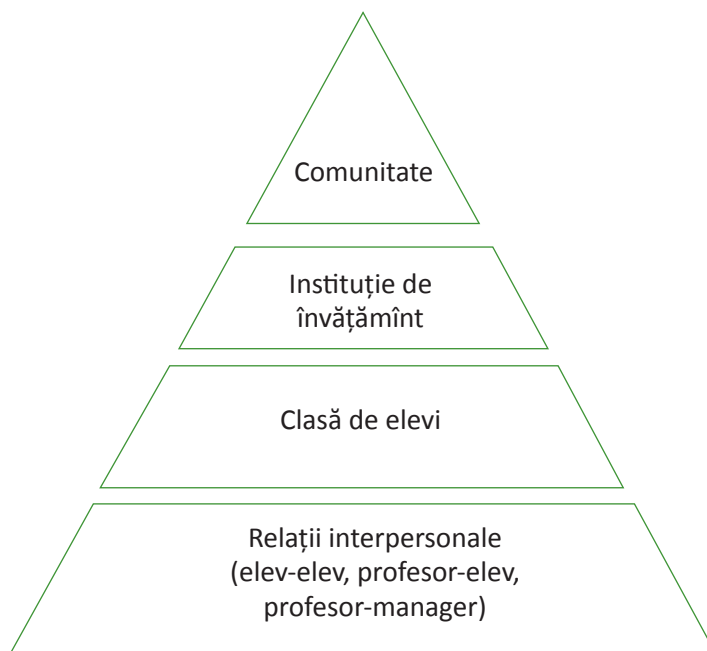 Comunitate
Instituție de
învățămînt
Clasă de elevi
Relații interpersonale
(elev-elev, profesor-elev,
profesor-manager)